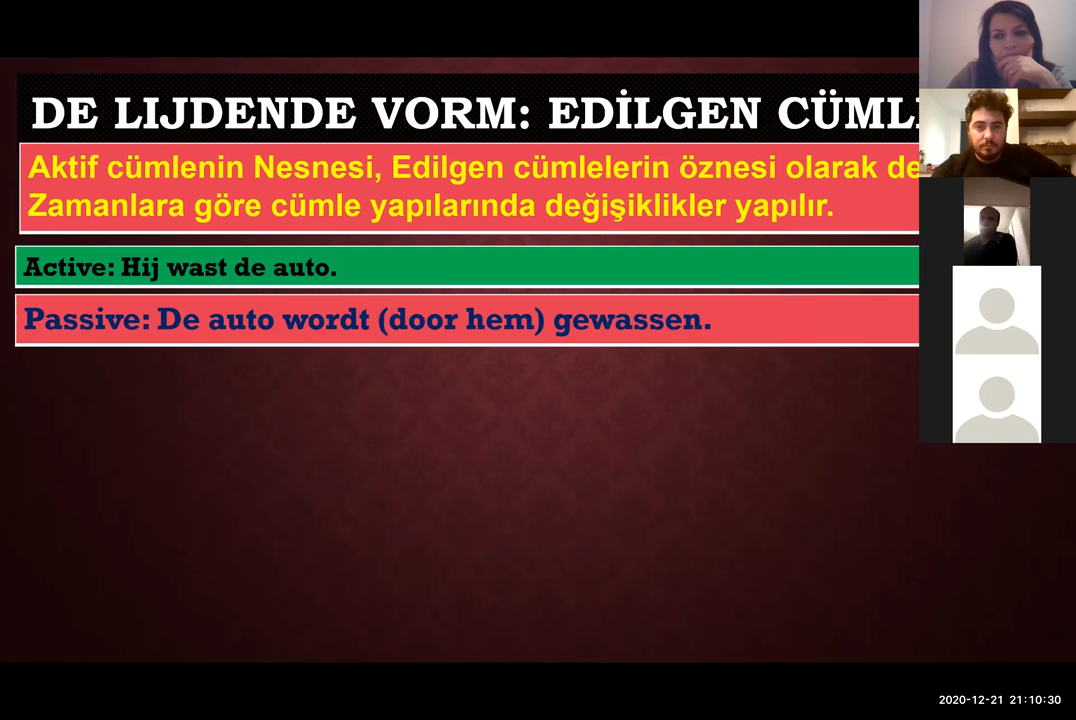 DE LIJDENDE VORM: EDİLGEN CÜML
Aktif cümlenin Nesnesi, Edilgen cümlelerin öznesi olarak de
Zamanlara göre cümle yapılarında değişiklikler yapılır.
Active: Hij wast de auto.
Passive: De auto wordt (door hem) gewassen.
2020-12-21 21:10:30